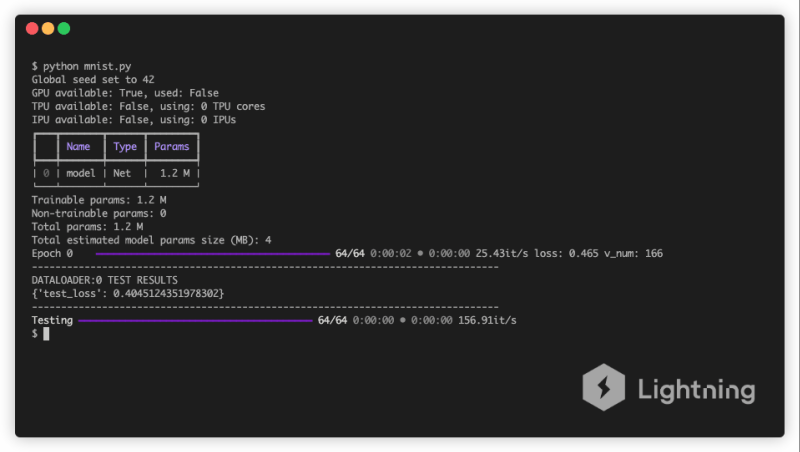 $ python mnist.py
Global seed set to 42
GPU available: True, used: False
TPU available: False, using: 0 TPU cores
IPU available: False, using: 0 IPUs
Name Type Params
0 model Net 1.2 M
Trainable params: 1.2 M
Non-trainable params: 0
Total params: 1.2 M
Total estimated model params size (MB): 4
Epoch 0 64/64 0:00:02 • 0:00:00 25.43it/s loss: 0.465 v_num: 166
--------------------------------------------------------------------------------
DATALOADER:0 TEST RESULTS
{'test_loss': 0.4045124351978302}
--------------------------------------------------------------------------------
Testing 64/64 0:00:00 • 0:00:00 156.91it/s
$
Lightning